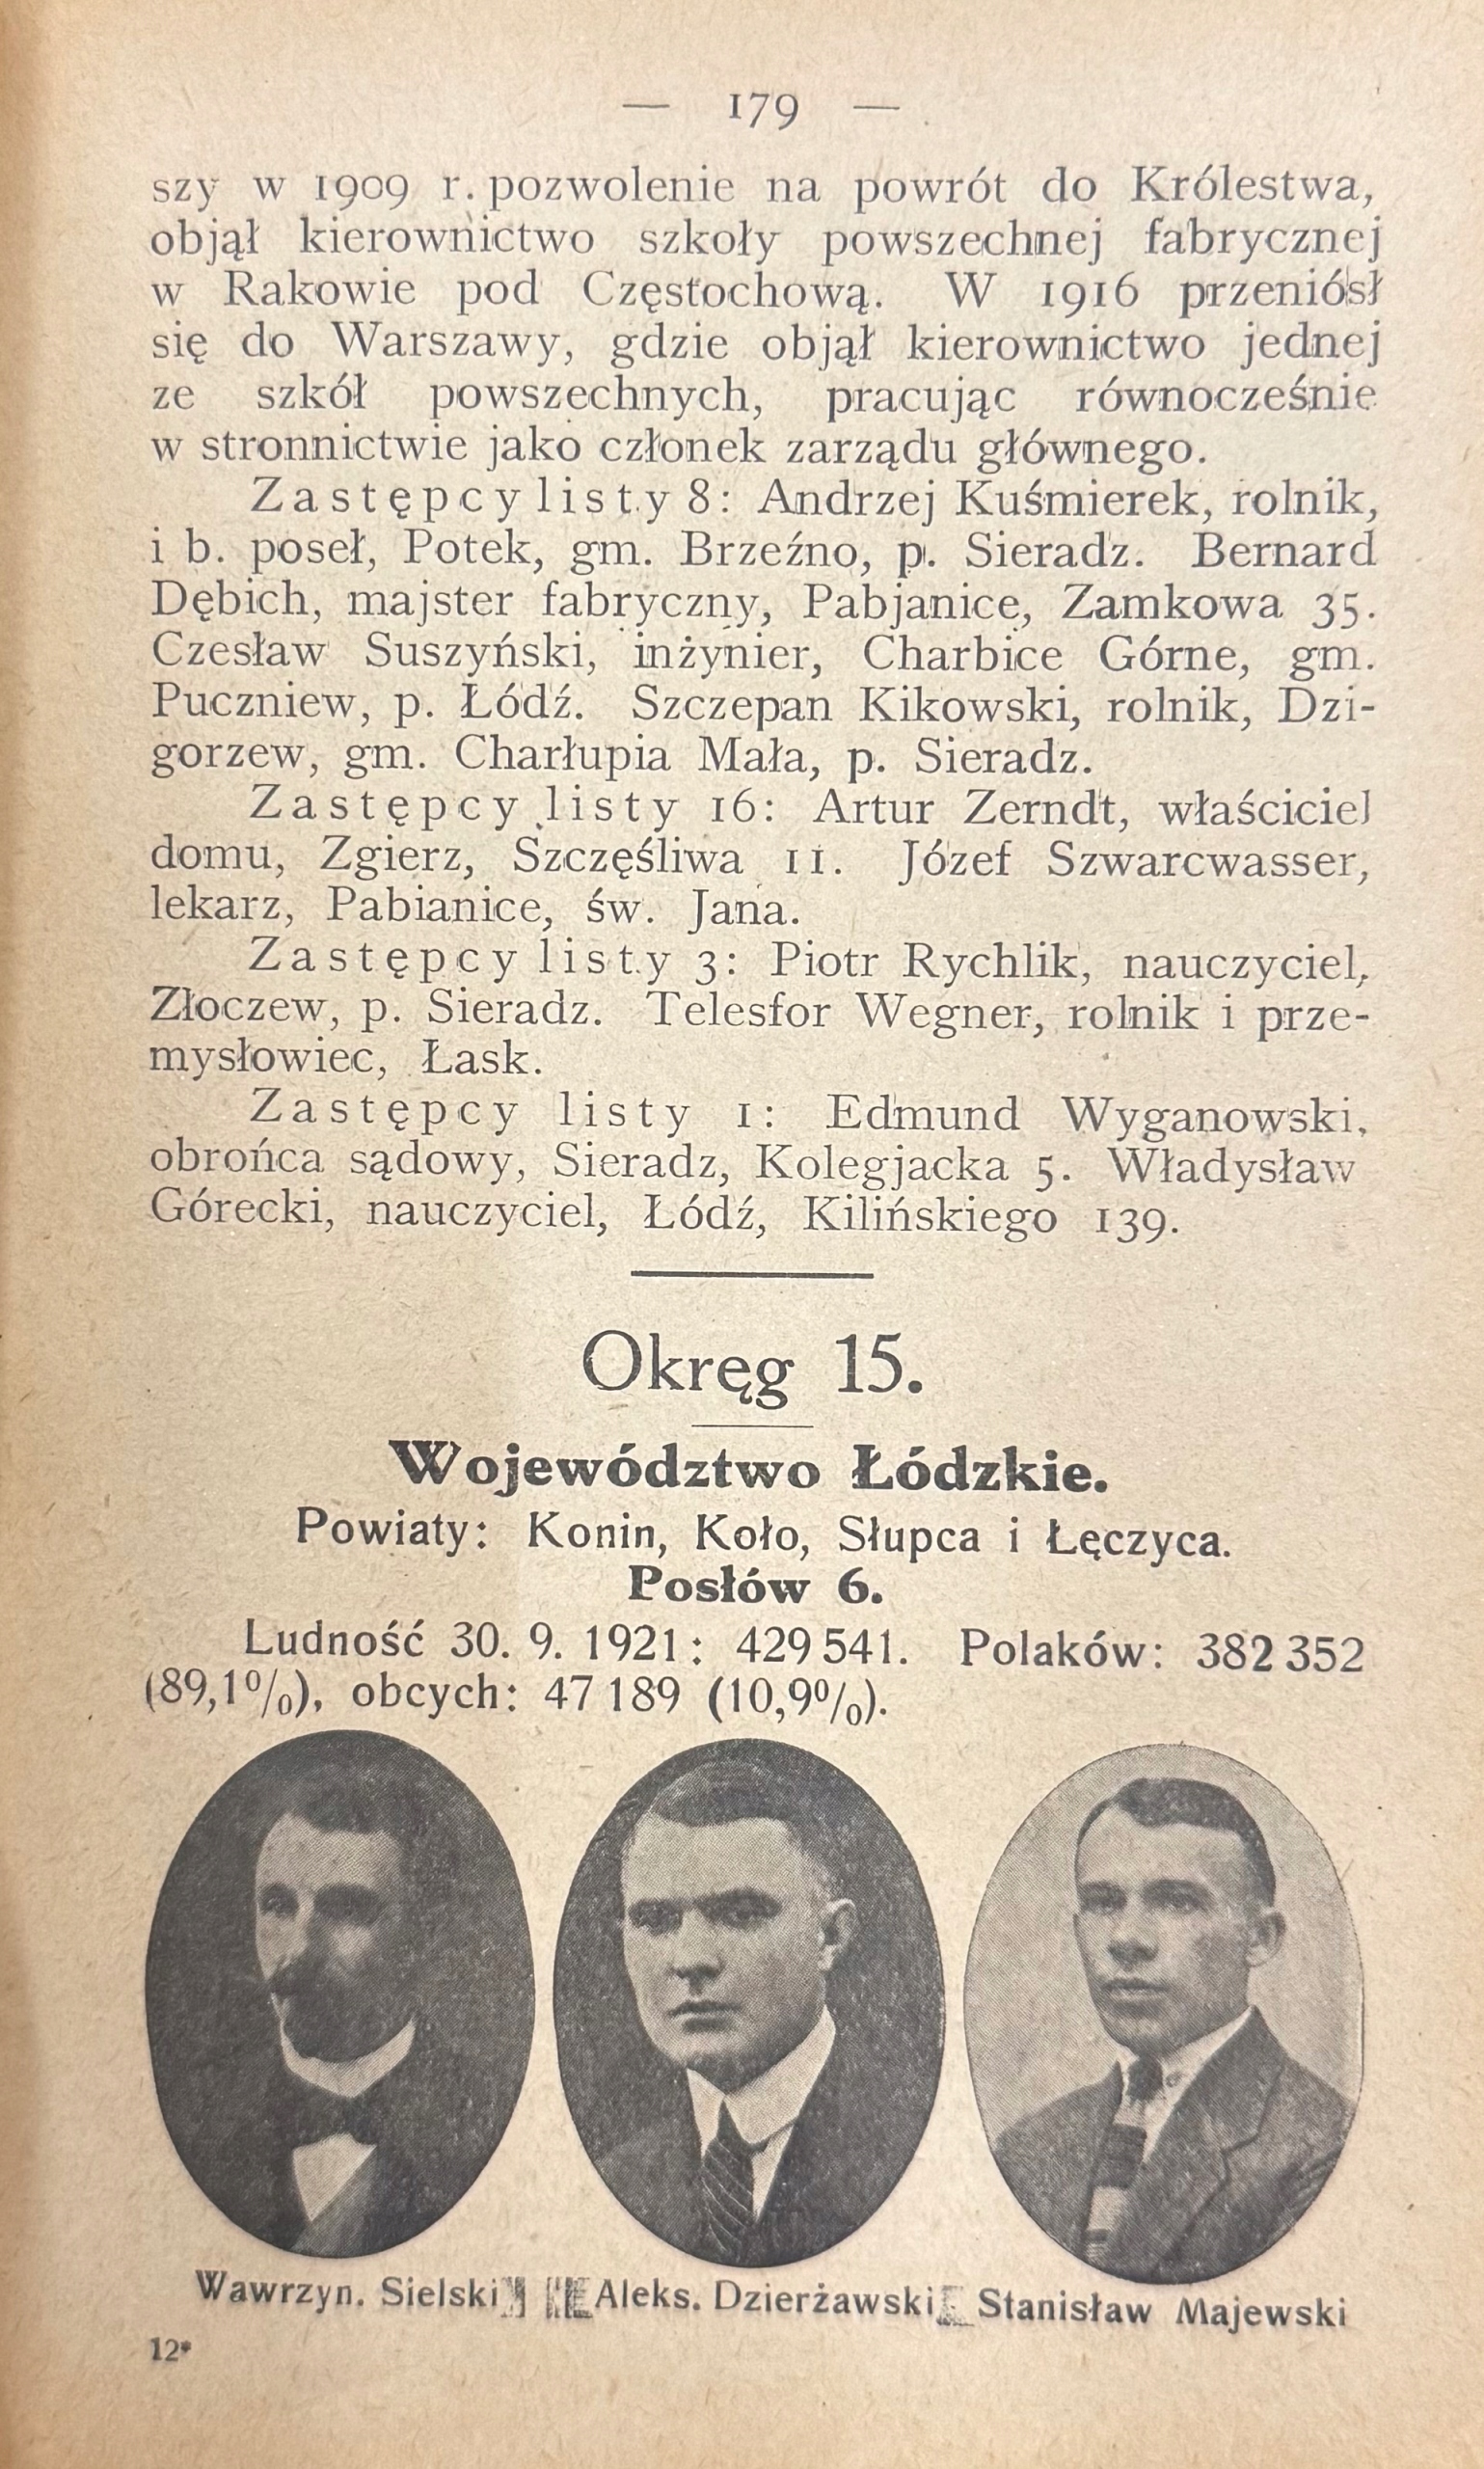 — 179 —
szy w 1909 r. pozwolenie na powrót do Królestwa,
objął kierownictwo szkoły powszechnej fabrycznej
w Rakowie pod Częstochową. W 1916 przeniósł
się do Warszawy, gdzie objął kierownictwo jednej
ze szkół powszechnych, pracując równocześnie
w stronnictwie jako członek zarządu głównego.
Zastępcy listy 8: Andrzej Kuśmierek, rolnik,
i b. poseł, Potek, gm. Brzeźno, p. Sieradz. Bernard
Dębich, majster fabryczny, Pabjanice, Zamkowa 35.
Czesław Suszyński, inżynier, Charbice Górne, gm.
Puczniew, p. Łódź. Szczepan Kikowski, rolnik, Dzi-
gorzew, gm. Charłupia Mała, p. Sieradz.
Zastępcy listy 16: Artur Zerndt, właściciel
domu, Zgierz, Szczęśliwa 11. Józef Szwarcwasser,
lekarz, Pabianice, św. Jana.
Zastępcy listy 3: Piotr Rychlik, nauczyciel,
Złoczew, p. Sieradz. Telesfor Wegner, rolnik i prze-
mysłowiec, Łask.
Zastępcy listy 1: Edmund Wyganowski,
obrońca sądowy, Sieradz, Kolegjacka 5. Władysław
Górecki, nauczyciel, Łódź, Kilińskiego 139.
Okręg 15.
Województwo Łódzkie.
Powiaty: Konin, Koło, Słupca i Łęczyca.
Posłów 6.
Ludność 30. 9. 1921: 429 541. Polaków: 382 352
(89,1%), obcych: 47 189 (10,9%).
Wawrzyn. Sielski Aleks. Dzierżawski Stanisław Majewski
12*